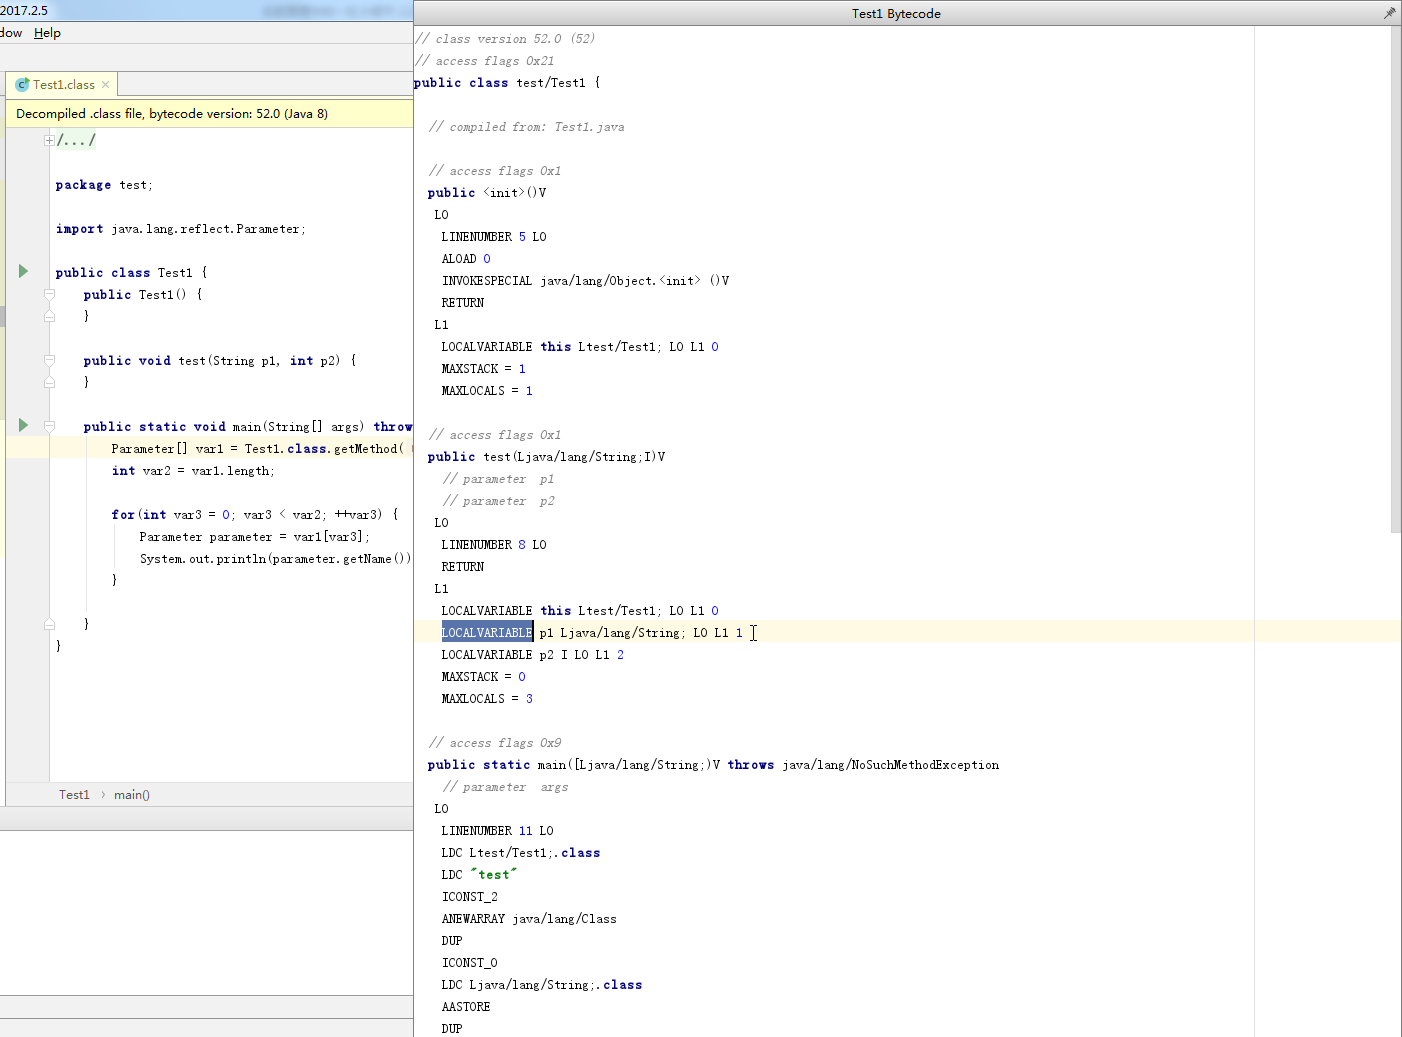 2017.2.5
dow Help
Test1.class
Decompiled .class file, bytecode version: 52.0 (Java 8)
/.../
package test;
import java.lang.reflect.Parameter;
public class Test1 {
public Test1() {
}
public void test(String p1, int p2) {
}
public static void main(String[] args) throw
Parameter[] var1 = Test1.class.getMethod(
int var2 = var1.length;
for(int var3 = 0; var3 < var2; ++var3) {
Parameter parameter = var1[var3];
System.out.println(parameter.getName())
}
}
}
Test1 › main()
Test1 Bytecode
// class version 52.0 (52)
// access flags 0x21
public class test/Test1 {
// compiled from: Test1.java
// access flags 0x1
public <init>()V
L0
LINENUMBER 5 L0
ALOAD 0
INVOKESPECIAL java/lang/Object.<init> ()V
RETURN
L1
LOCALVARIABLE this Ltest/Test1; L0 L1 0
MAXSTACK = 1
MAXLOCALS = 1
// access flags 0x1
public test(Ljava/lang/String;I)V
// parameter  p1
// parameter  p2
L0
LINENUMBER 8 L0
RETURN
L1
LOCALVARIABLE this Ltest/Test1; L0 L1 0
LOCALVARIABLE p1 Ljava/lang/String; L0 L1 1
LOCALVARIABLE p2 I L0 L1 2
MAXSTACK = 0
MAXLOCALS = 3
// access flags 0x9
public static main([Ljava/lang/String;)V throws java/lang/NoSuchMethodException
// parameter  args
L0
LINENUMBER 11 L0
LDC Ltest/Test1;.class
LDC "test"
ICONST_2
ANEWARRAY java/lang/Class
DUP
ICONST_0
LDC Ljava/lang/String;.class
AASTORE
DUP